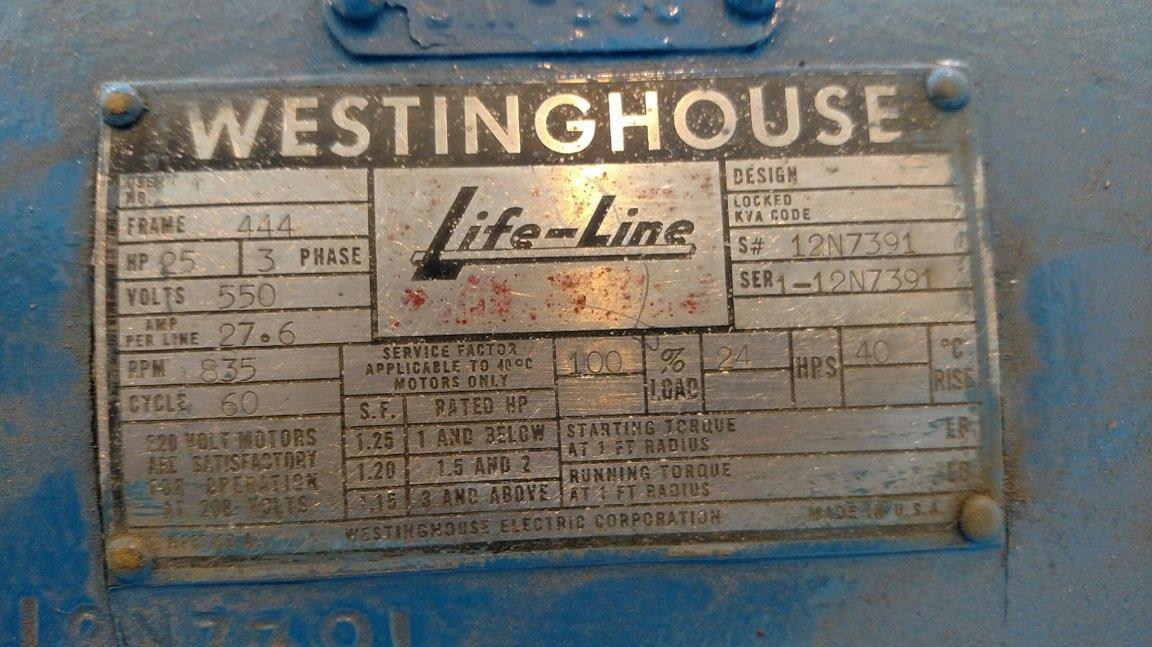 WESTINGHOUSE
FRAME 444
HP 25 3 PHASE
VOLTS 550
AMP PER LINE 27.6
RPM 835
CYCLE 60
220 VOLT MOTORS
ARE SATISFACTORY
FOR OPERATION
AT 208 VOLTS
Life-Line
DESIGN
LOCKED
KVA CODE
S# 12N7391
SER 1-12N7391
SERVICE FACTOR
APPLICABLE TO 40°C
MOTORS ONLY
S.F. RATED HP
1.25 1 AND BELOW
1.20 1.5 AND 2
1.15 3 AND ABOVE
100 % LOAD 24 HRS 40 °C RISE
STARTING TORQUE
AT 1 FT RADIUS
RUNNING TORQUE
AT 1 FT RADIUS
WESTINGHOUSE ELECTRIC CORPORATION MADE IN U.S.A.